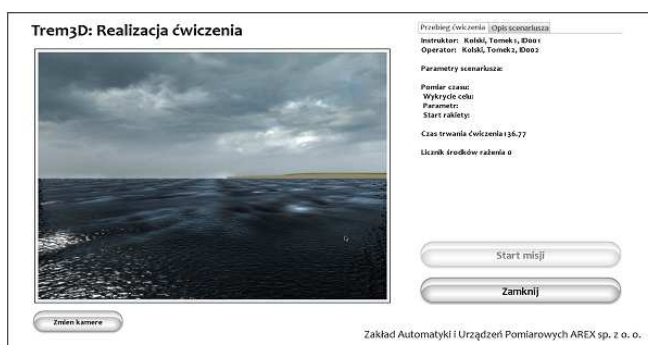 Trem3D: Realizacja ćwiczenia
Przebieg ćwiczenia Opis scenariusza
Instruktor: Kolski, Tomek1, ID001
Operator: Kolski, Tomek2, ID002
Parametry scenariusza:
Pomiar czasu:
Wykrycie celu:
Parametr:
Start rakiety:
Czas trwania ćwiczenia 136.77
Licznik środków rażenia 0
Start misji
Zamknij
Zmien kamere
Zakład Automatyki i Urządzeń Pomiarowych AREX sp. z o. o.